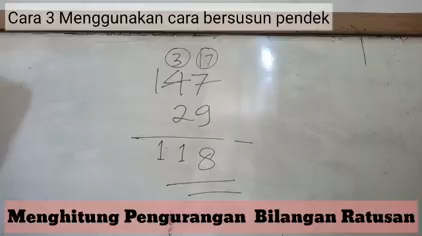 Cara 3 Menggunakan cara bersusun pendek
3 17
147
29
118 -
Menghitung Pengurangan Bilangan Ratusan